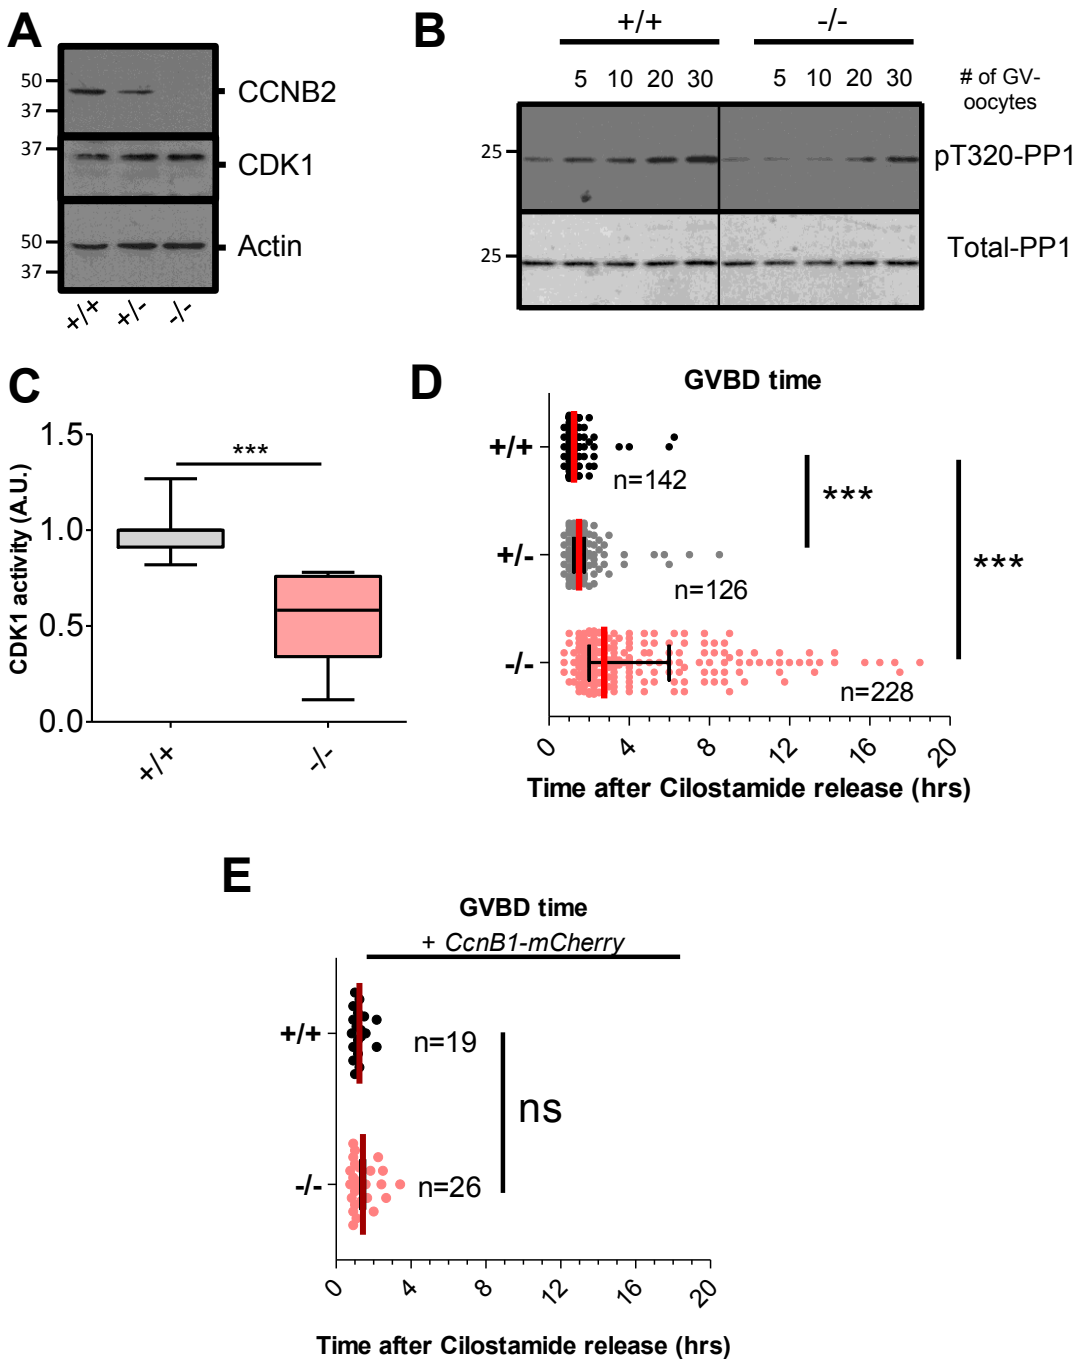 A
50
37
CCNB2
37
CDK1
50
37
Actin
+/+ +/- -/-
B
+/+ -/-
5 10 20 30 5 10 20 30 # of GV-
oocytes
25
pT320-PP1
25
Total-PP1
C
1.5
1.0
0.5
0.0
CDK1 activity (A.U.)
***
+/+ -/-
D
GVBD time
+/+
n=142
***
+/-
n=126
***
-/-
n=228
0 4 8 12 16 20
Time after Cilostamide release (hrs)
E
GVBD time
+ CcnB1-mCherry
+/+
n=19
ns
-/-
n=26
0 4 8 12 16 20
Time after Cilostamide release (hrs)